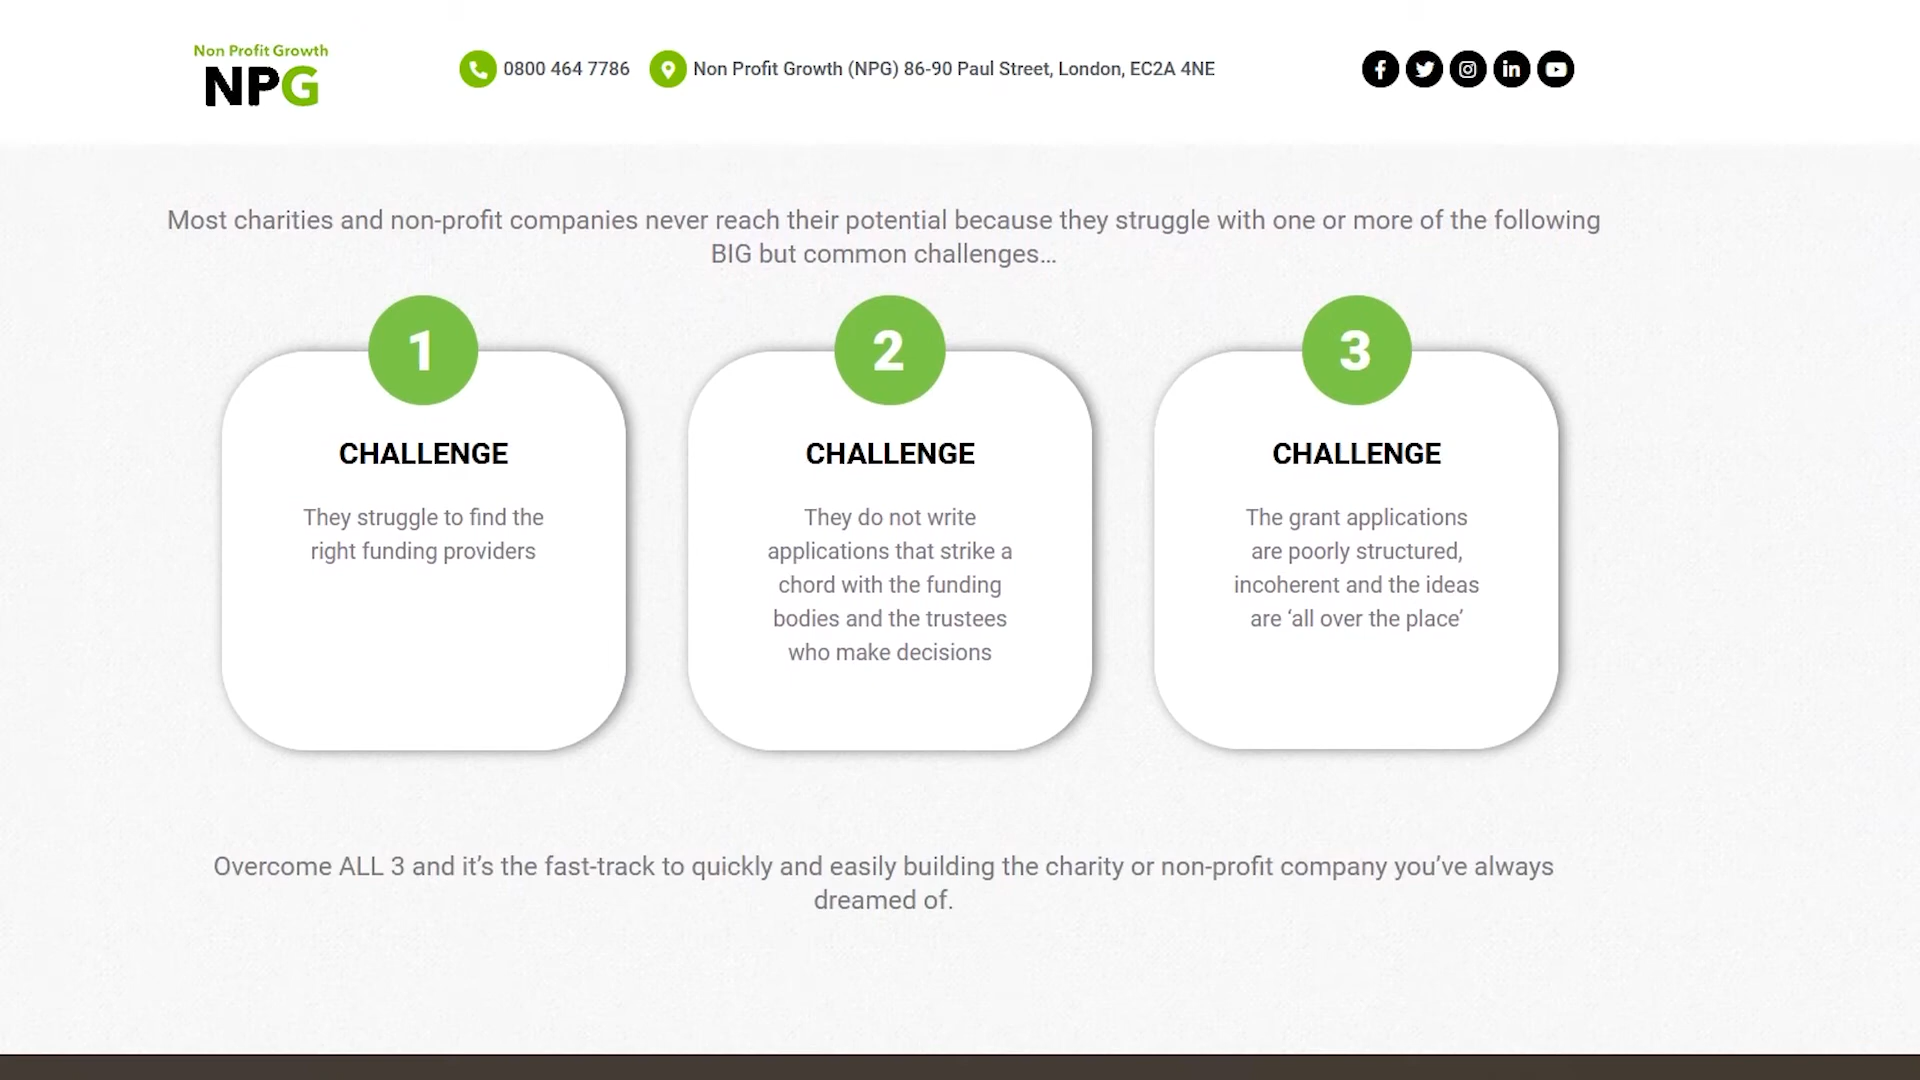 Non Profit Growth
NPG
0800 464 7786
Non Profit Growth (NPG) 86-90 Paul Street, London, EC2A 4NE
Most charities and non-profit companies never reach their potential because they struggle with one or more of the following
BIG but common challenges…
1
CHALLENGE
They struggle to find the
right funding providers
2
CHALLENGE
They do not write
applications that strike a
chord with the funding
bodies and the trustees
who make decisions
3
CHALLENGE
The grant applications
are poorly structured,
incoherent and the ideas
are ‘all over the place’
Overcome ALL 3 and it’s the fast-track to quickly and easily building the charity or non-profit company you’ve always
dreamed of.